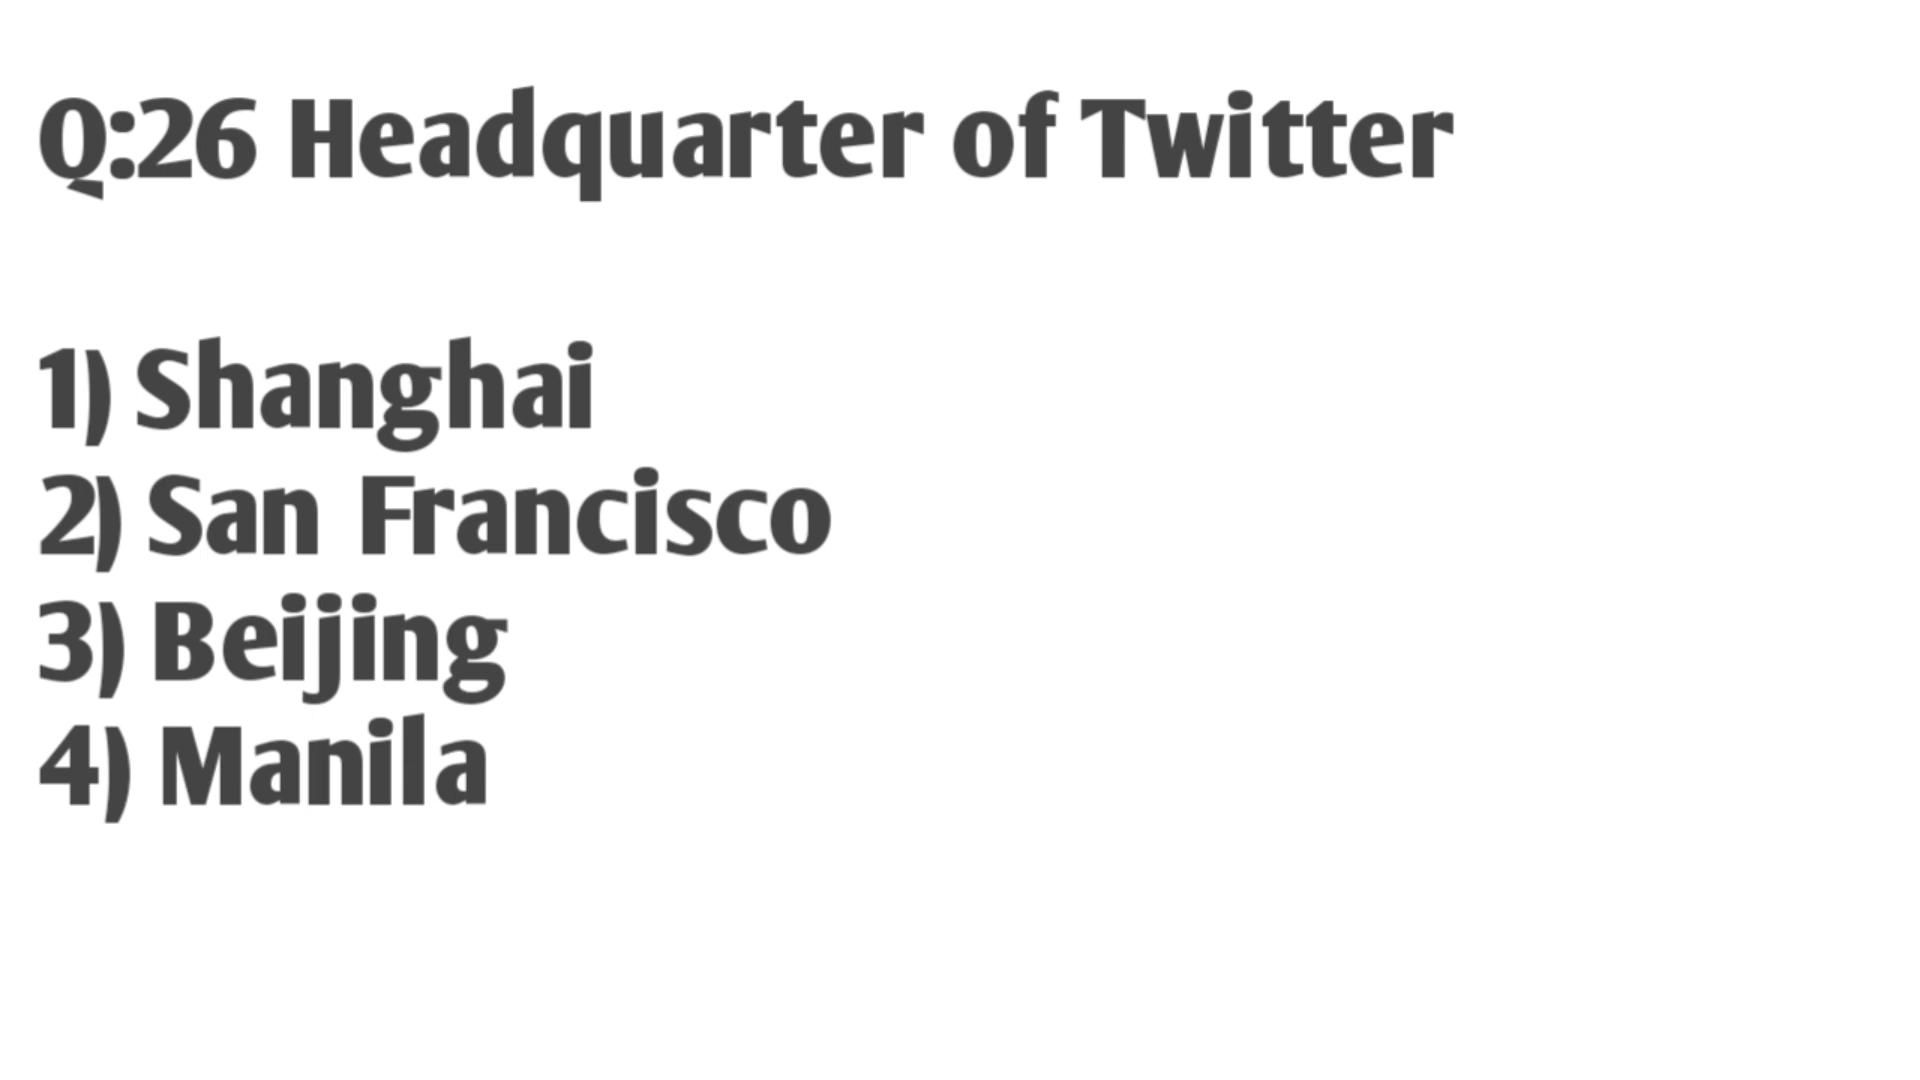 Q:26 Headquarter of Twitter
1) Shanghai
2) San Francisco
3) Beijing
4) Manila